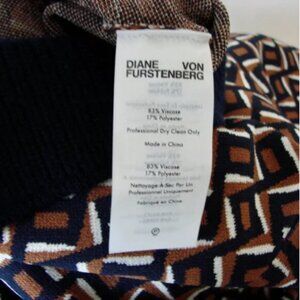 DIANE VON
FURSTENBERG
83% Viscose
17% Polyester
Professional Dry Clean Only
Made in China
83% Viscose
17% Polyester
Nettoyage À Sec Par Un
Professionnel Uniquement
Fabriqué en Chine
P